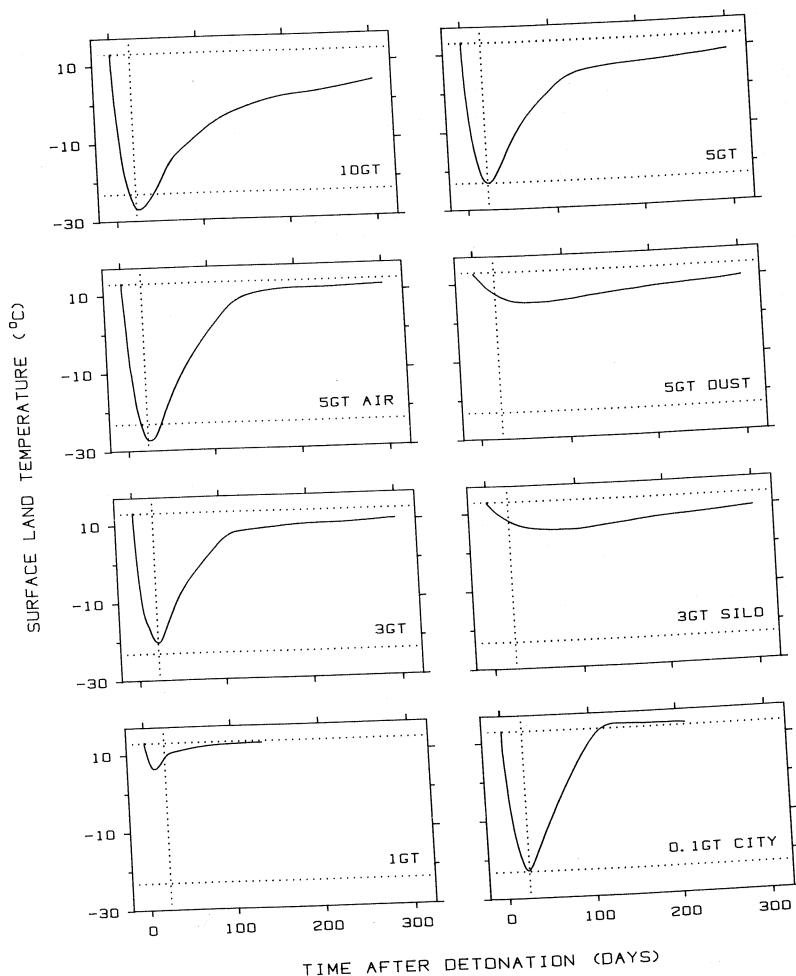 10
-10
-30
10GT
5GT
10
-10
-30
5GT AIR
5GT DUST
10
-10
-30
3GT
3GT SILO
10
-10
-30
1GT
0.1GT CITY
0 100 200 300
0 100 200 300
SURFACE LAND TEMPERATURE (°C)
TIME AFTER DETONATION (DAYS)